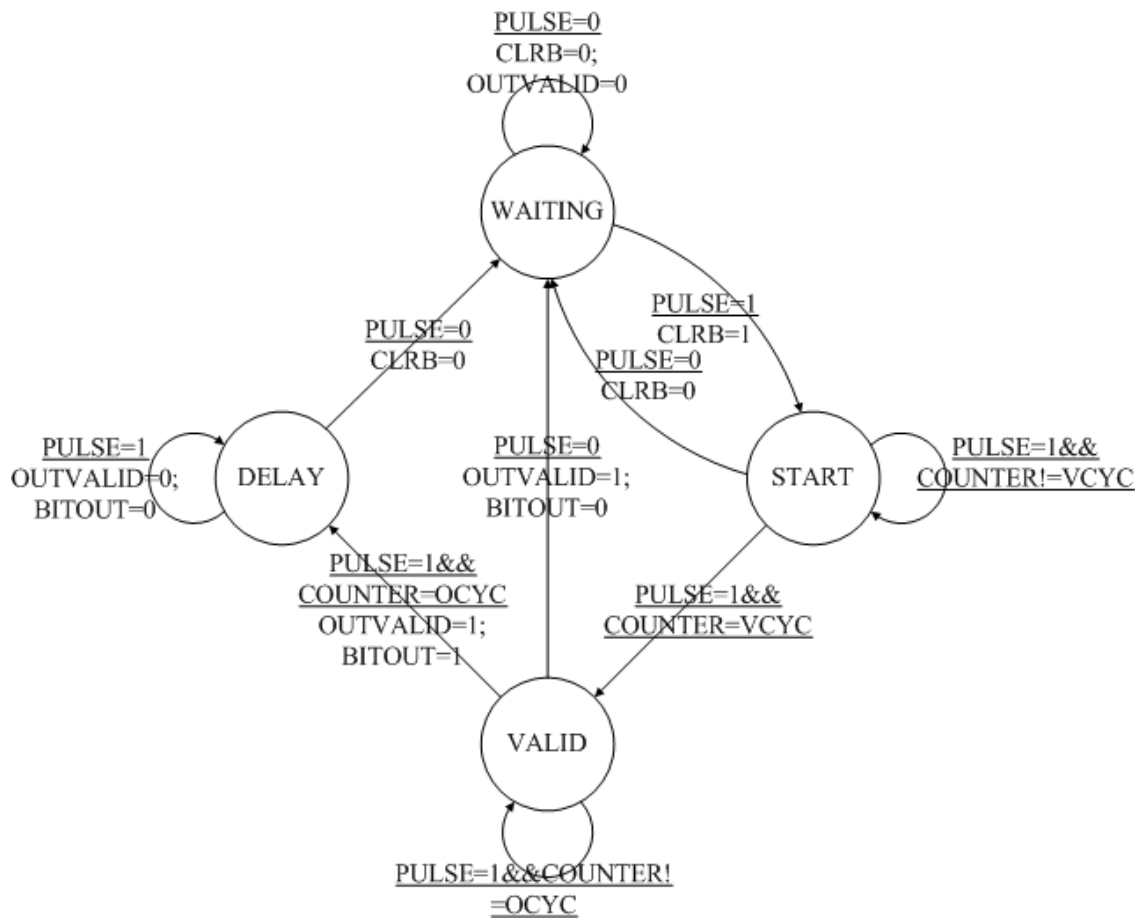 PULSE=0
CLRB=0;
OUTVALID=0
WAITING
PULSE=1
CLRB=1
PULSE=0
CLRB=0
PULSE=0
CLRB=0
PULSE=1
OUTVALID=0;
BITOUT=0
DELAY
PULSE=0
OUTVALID=1;
BITOUT=0
START
PULSE=1&&
COUNTER!=VCYC
PULSE=1&&
COUNTER=OCYC
OUTVALID=1;
BITOUT=1
PULSE=1&&
COUNTER=VCYC
VALID
PULSE=1&&COUNTER!
=OCYC